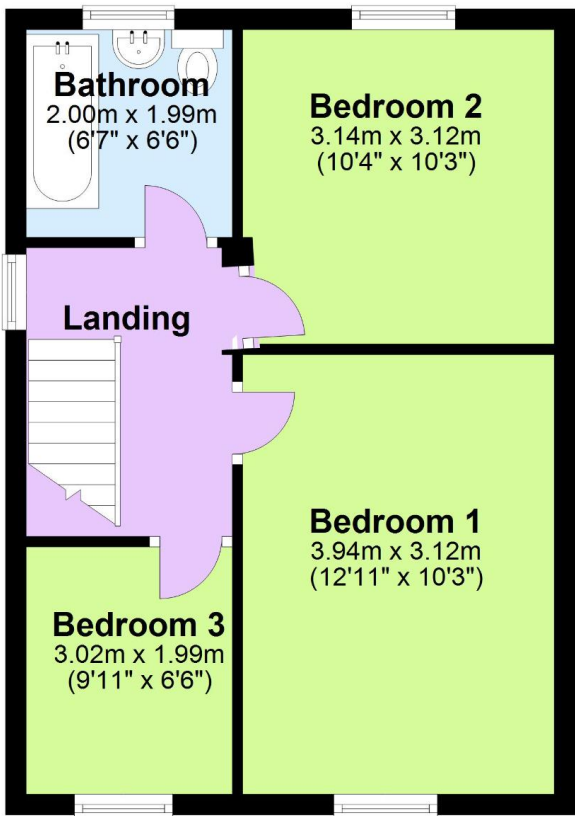 Bathroom
2.00m x 1.99m
(6'7" x 6'6")
Bedroom 2
3.14m x 3.12m
(10'4" x 10'3")
Landing
Bedroom 1
3.94m x 3.12m
(12'11" x 10'3")
Bedroom 3
3.02m x 1.99m
(9'11" x 6'6")